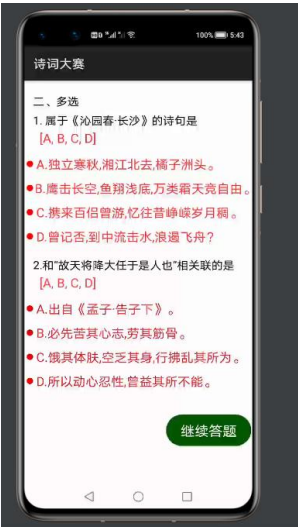 100% 5:43
诗词大赛
二、多选
1. 属于《沁园春·长沙》的诗句是
[A, B, C, D]
A.独立寒秋,湘江北去,橘子洲头。
B.鹰击长空,鱼翔浅底,万类霜天竞自由。
C.携来百侣曾游,忆往昔峥嵘岁月稠。
D.曾记否,到中流击水,浪遏飞舟?
2.和"故天将降大任于是人也"相关联的是
[A, B, C, D]
A.出自《孟子·告子下》。
B.必先苦其心志,劳其筋骨。
C.饿其体肤,空乏其身,行拂乱其所为。
D.所以动心忍性,曾益其所不能。
继续答题